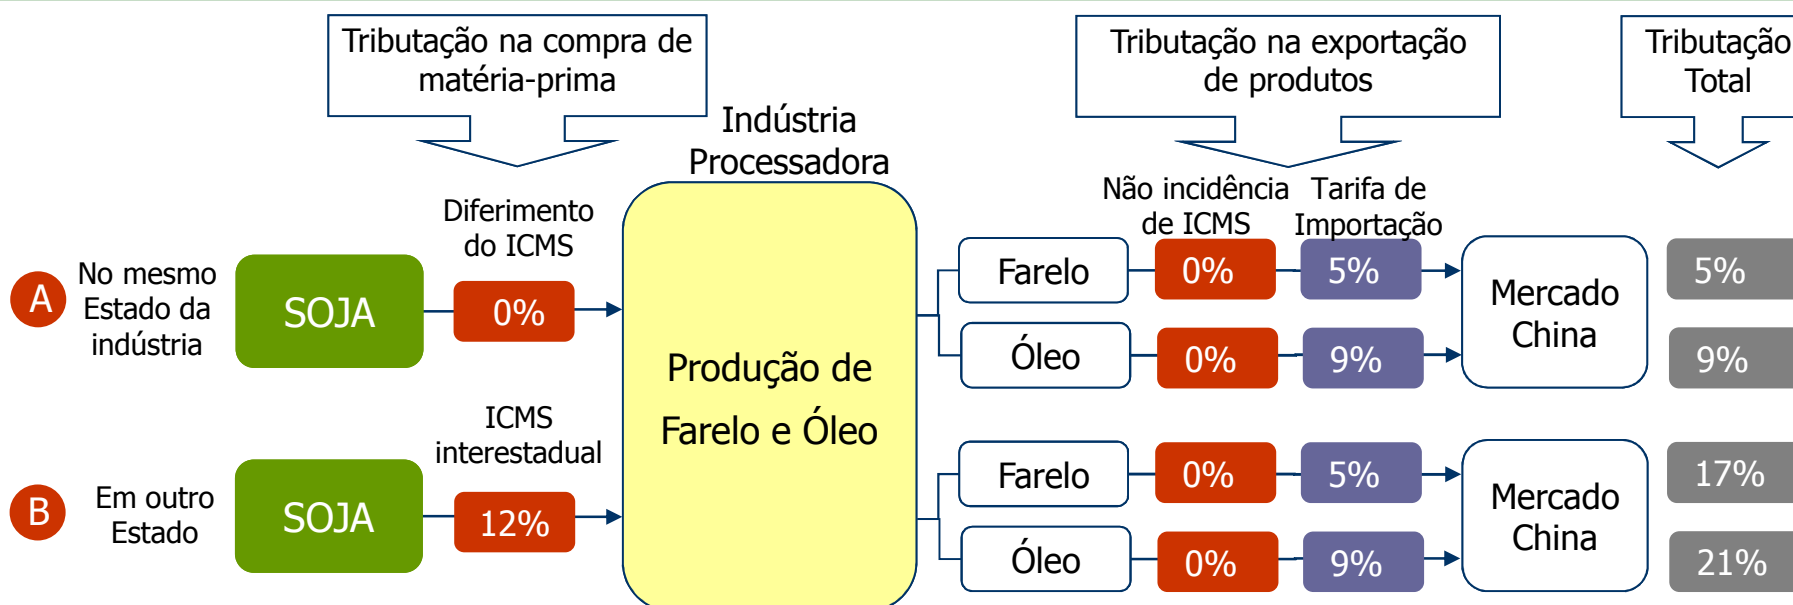 Tributação na compra de
matéria-prima
Tributação na exportação
de produtos
Tributação
Total
Indústria
Processadora
Diferimento
do ICMS
Não incidência
de ICMS
Tarifa de
Importação
A
No mesmo
Estado da
indústria
SOJA
0%
Farelo
0%
5%
Mercado
China
5%
Óleo
0%
9%
9%
Produção de
Farelo e Óleo
ICMS
interestadual
B
Em outro
Estado
SOJA
12%
Farelo
0%
5%
Mercado
China
17%
Óleo
0%
9%
21%